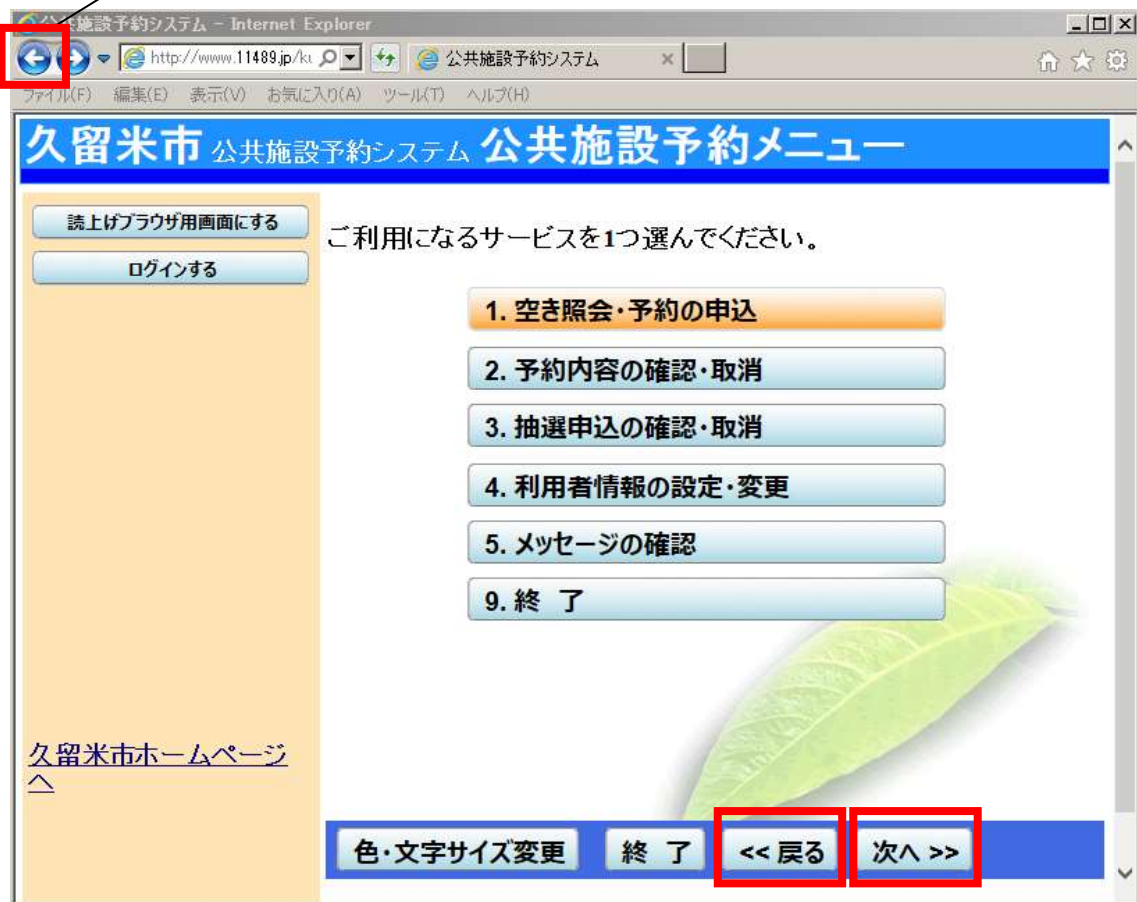 公共施設予約システム - Internet Explorer
http://www.11489.jp/ku
公共施設予約システム
ファイル(F) 編集(E) 表示(V) お気に入り(A) ツール(T) ヘルプ(H)
久留米市 公共施設予約システム 公共施設予約メニュー
読上げブラウザ用画面にする
ログインする
ご利用になるサービスを1つ選んでください。
1. 空き照会・予約の申込
2. 予約内容の確認・取消
3. 抽選申込の確認・取消
4. 利用者情報の設定・変更
5. メッセージの確認
9. 終 了
久留米市ホームページ
へ
色・文字サイズ変更 終 了 << 戻る 次へ >>